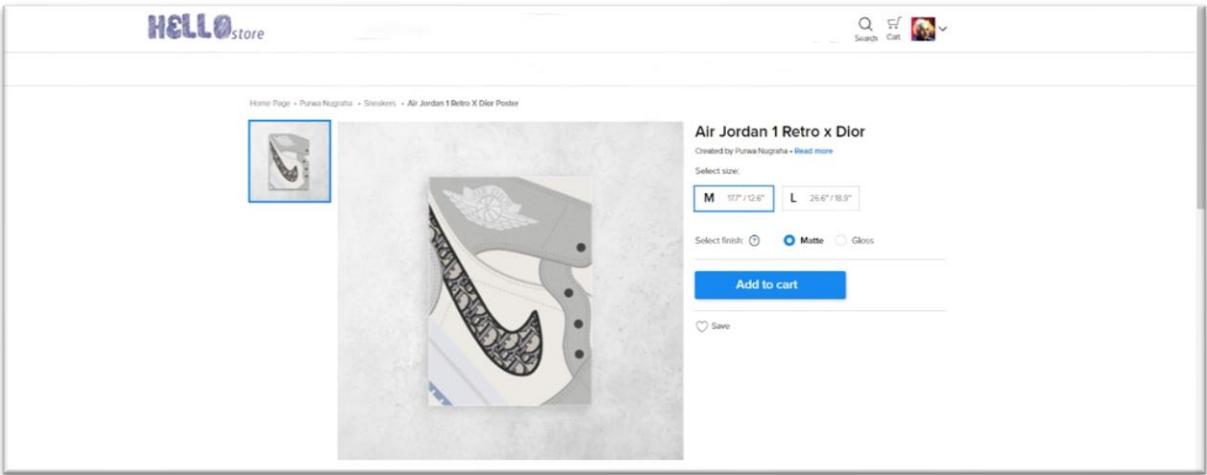 HELLO store
Search
Cart
Home Page • Purwa Nugraha • Sneakers • Air Jordan 1 Retro X Dior Poster
Air Jordan 1 Retro x Dior
Created by Purwa Nugraha • Read more
Select size:
M 17.7" / 12.6"
L 26.6" / 18.9"
Select finish: ? Matte Gloss
Add to cart
Save